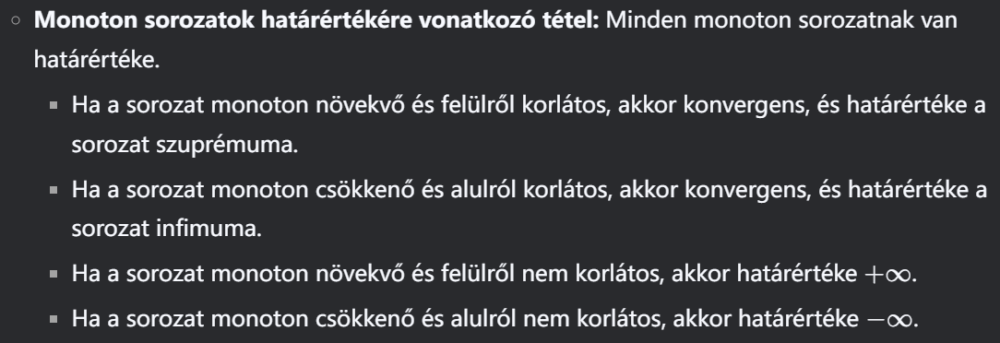 Monoton sorozatok határértékére vonatkozó tétel: Minden monoton sorozatnak van
határértéke.
Ha a sorozat monoton növekvő és felülről korlátos, akkor konvergens, és határértéke a
sorozat szuprémuma.
Ha a sorozat monoton csökkenő és alulról korlátos, akkor konvergens, és határértéke a
sorozat infimuma.
Ha a sorozat monoton növekvő és felülről nem korlátos, akkor határértéke +∞.
Ha a sorozat monoton csökkenő és alulról nem korlátos, akkor határértéke −∞.